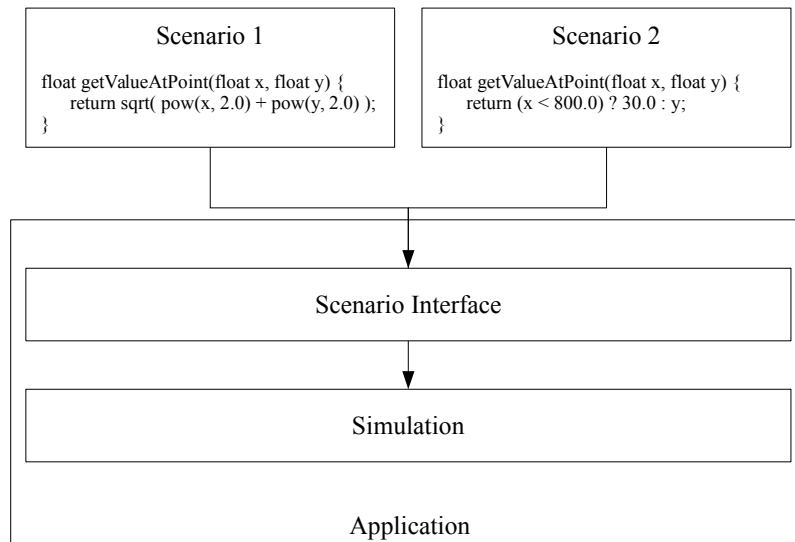 Scenario 1
float getValueAtPoint(float x, float y) {
return sqrt( pow(x, 2.0) + pow(y, 2.0) );
}
Scenario 2
float getValueAtPoint(float x, float y) {
return (x < 800.0) ? 30.0 : y;
}
Scenario Interface
Simulation
Application